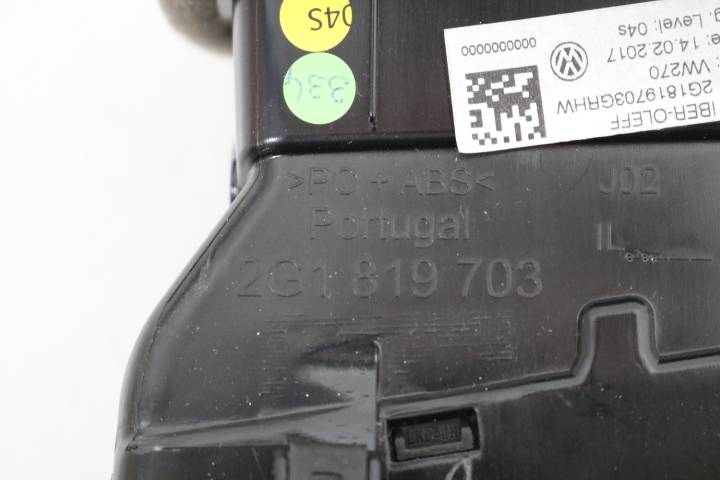 04S
334
IBER-OLEFF
2G1819703GRHW
: VW270
e: 14.02.2017
g. Level: 04s
0000000000
>PC + ABS<
J02
Portugal
IL
2G1 819 703